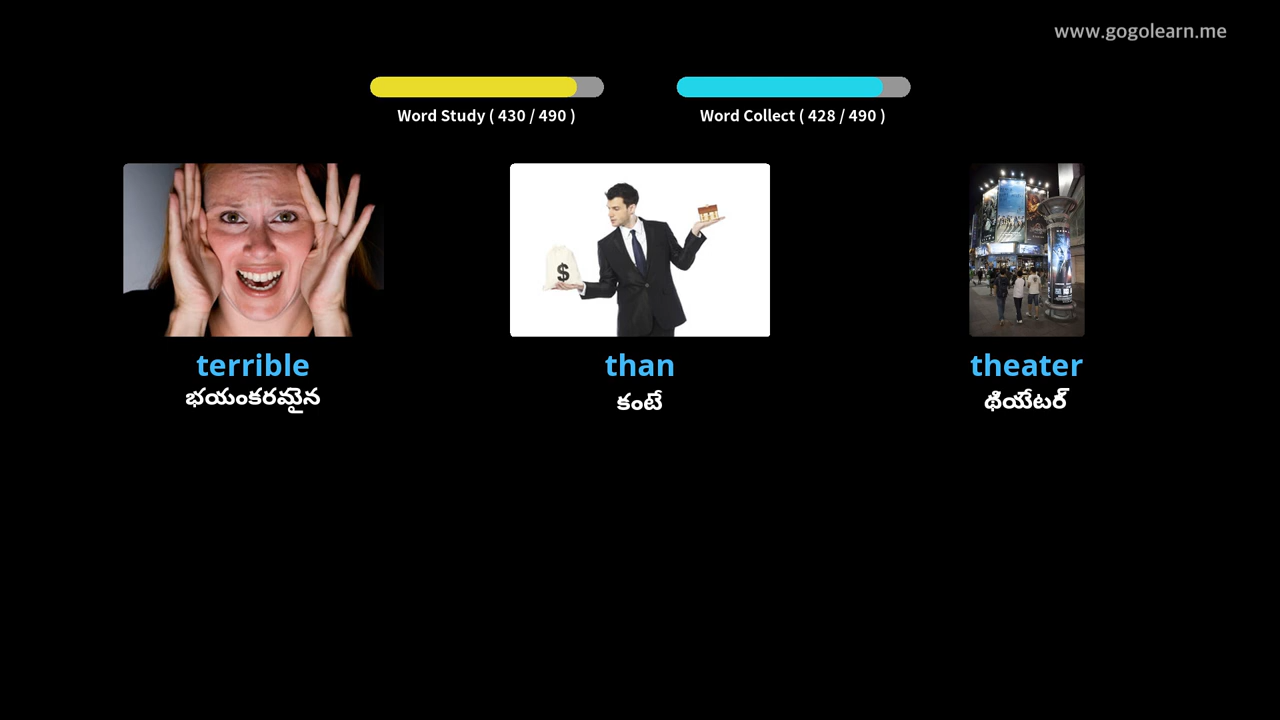 www.gogolearn.me
Word Study ( 430 / 490 )
Word Collect ( 428 / 490 )
$
terrible
than
theater
భయంకరమైన
కంటే
థియేటర్